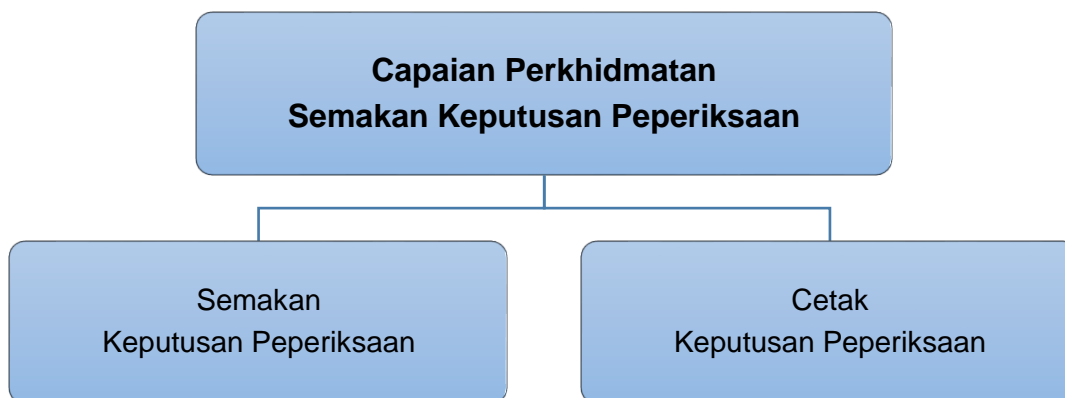 Capaian Perkhidmatan
Semakan Keputusan Peperiksaan
Semakan
Keputusan Peperiksaan
Cetak
Keputusan Peperiksaan